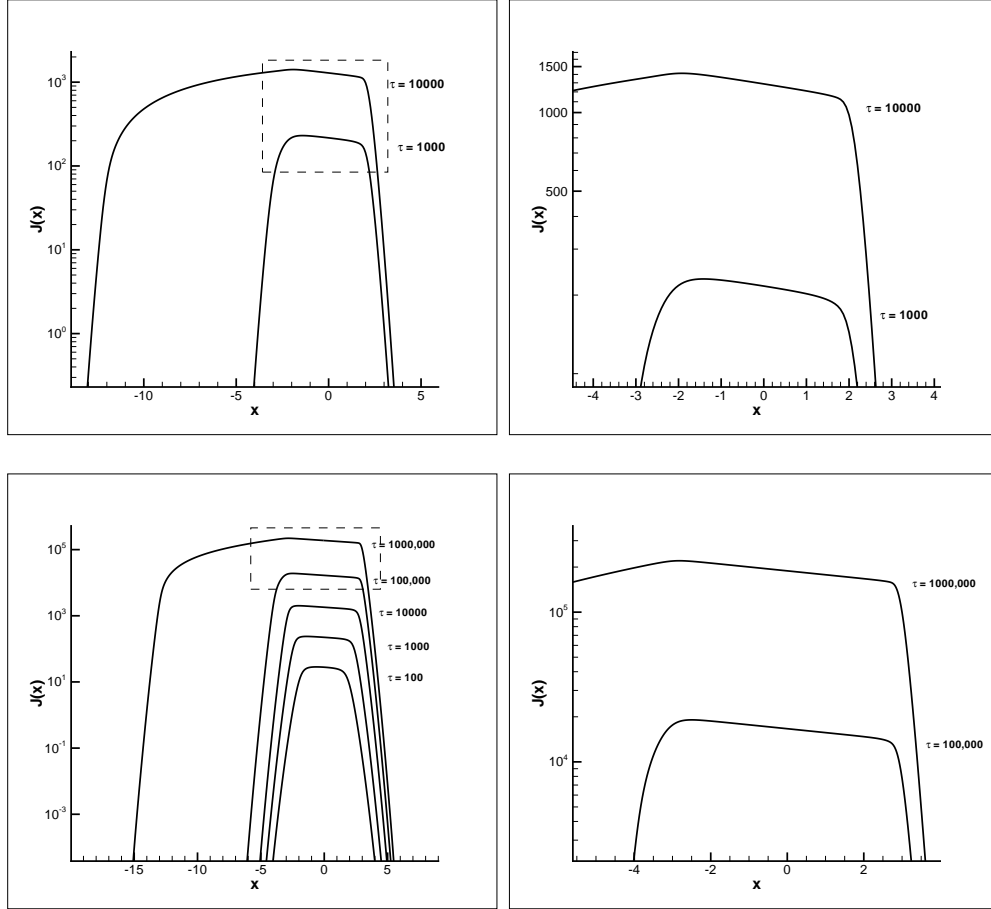 10³
10²
10¹
10⁰
J(x)
-10
-5
0
5
x
τ = 10000
τ = 1000
1500
1000
500
J(x)
-4
-3
-2
-1
0
1
2
3
4
x
τ = 10000
τ = 1000
10⁵
10³
10¹
10⁻¹
10⁻³
J(x)
-15
-10
-5
0
5
x
τ = 1000,000
τ = 100,000
τ = 10000
τ = 1000
τ = 100
10⁵
10⁴
J(x)
-4
-2
0
2
x
τ = 1000,000
τ = 100,000